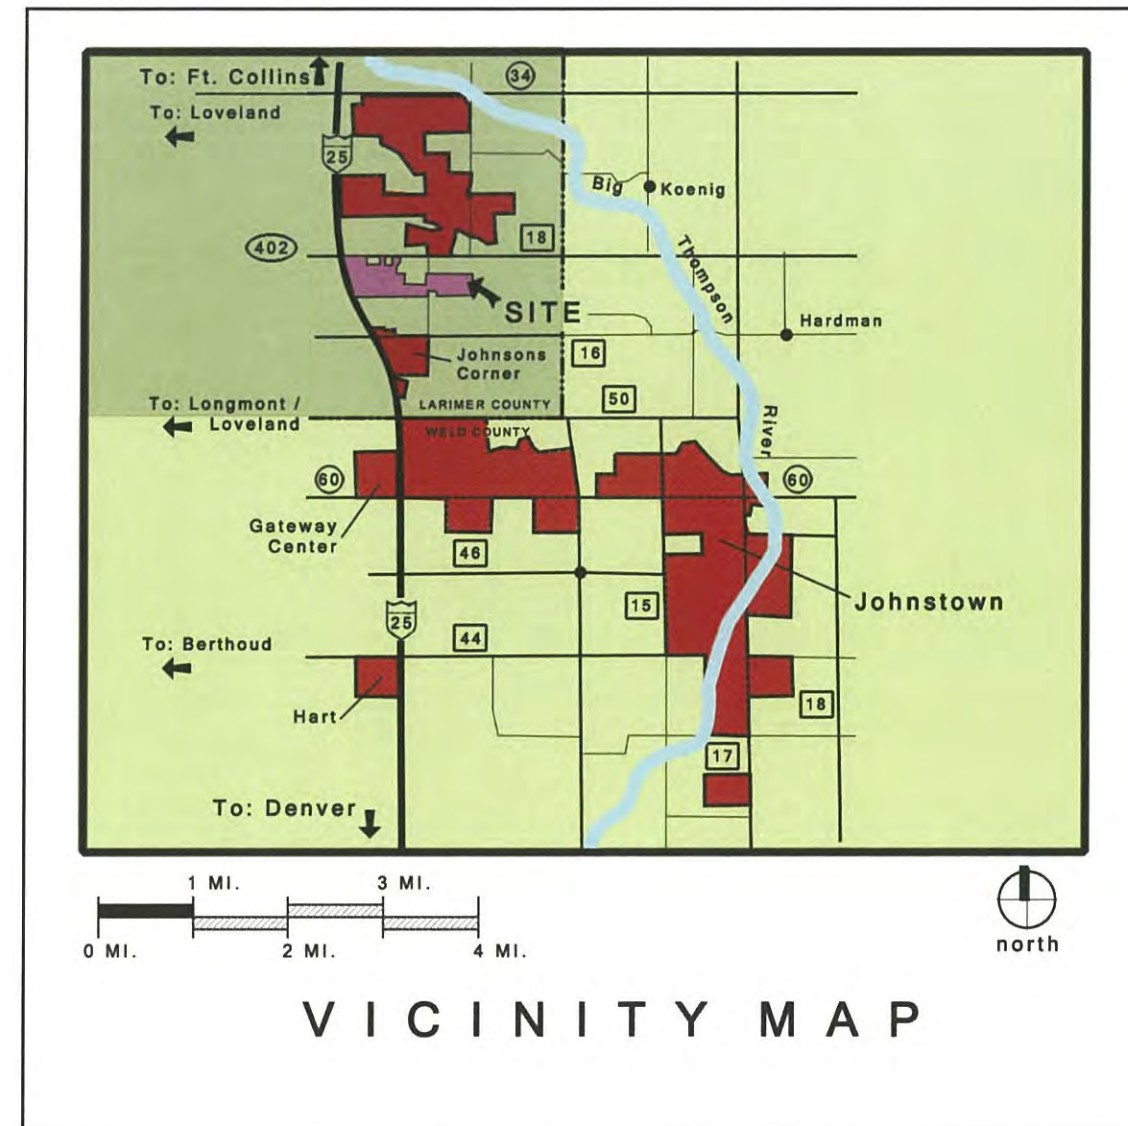 To: Ft. Collins
34
To: Loveland
25
Big
Koenig
18
402
Thompson
SITE
Hardman
16
Johnsons
Corner
50
To: Longmont /
Loveland
LARIMER COUNTY
WELD COUNTY
River
60
60
Gateway
Center
46
15
Johnstown
25
44
To: Berthoud
18
Hart
17
To: Denver
1 MI.
3 MI.
0 MI.
2 MI.
4 MI.
north
VICINITY MAP